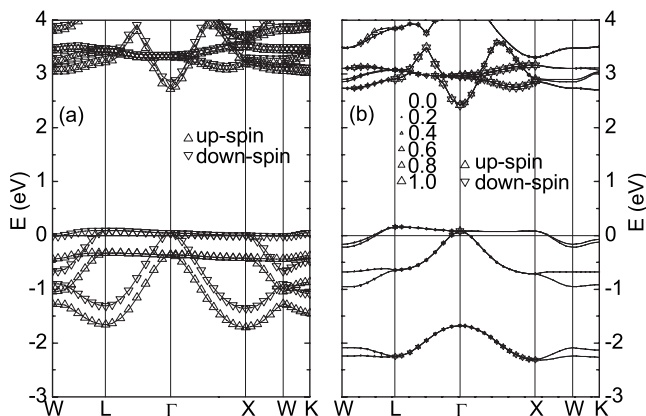 4
3
2
1
0
-1
-2
-3
E (eV)
(a)
△ up-spin
▽ down-spin
W L Γ X W K
(b)
0.0
0.2
0.4
△ 0.6
△ 0.8
△ 1.0
△ up-spin
▽ down-spin
W L Γ X W K
4
3
2
1
0
-1
-2
-3
E (eV)